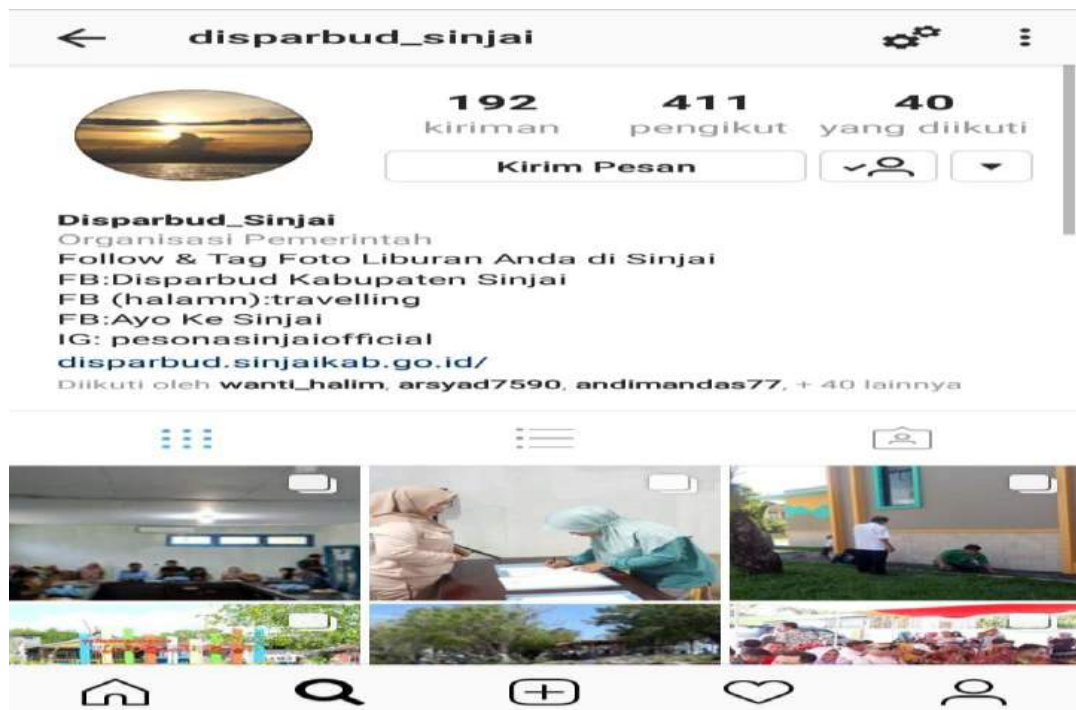 disparbud_sinjai
192 411 40
kiriman pengikut yang diikuti
Kirim Pesan
Disparbud_Sinjai
Organisasi Pemerintah
Follow & Tag Foto Liburan Anda di Sinjai
FB:Disparbud Kabupaten Sinjai
FB (halamn):travelling
FB:Ayo Ke Sinjai
IG: pesonasinjaiofficial
disparbud.sinjaikab.go.id/
Diikuti oleh wanti_halim, arsyad7590, andimandas77, + 40 lainnya